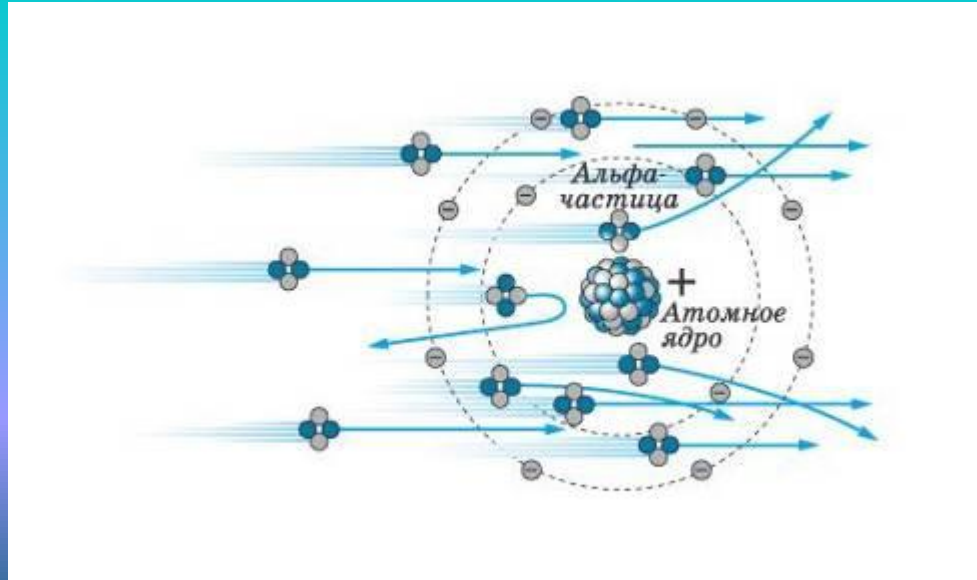 Альфа-
частица
+
Атомное
ядро